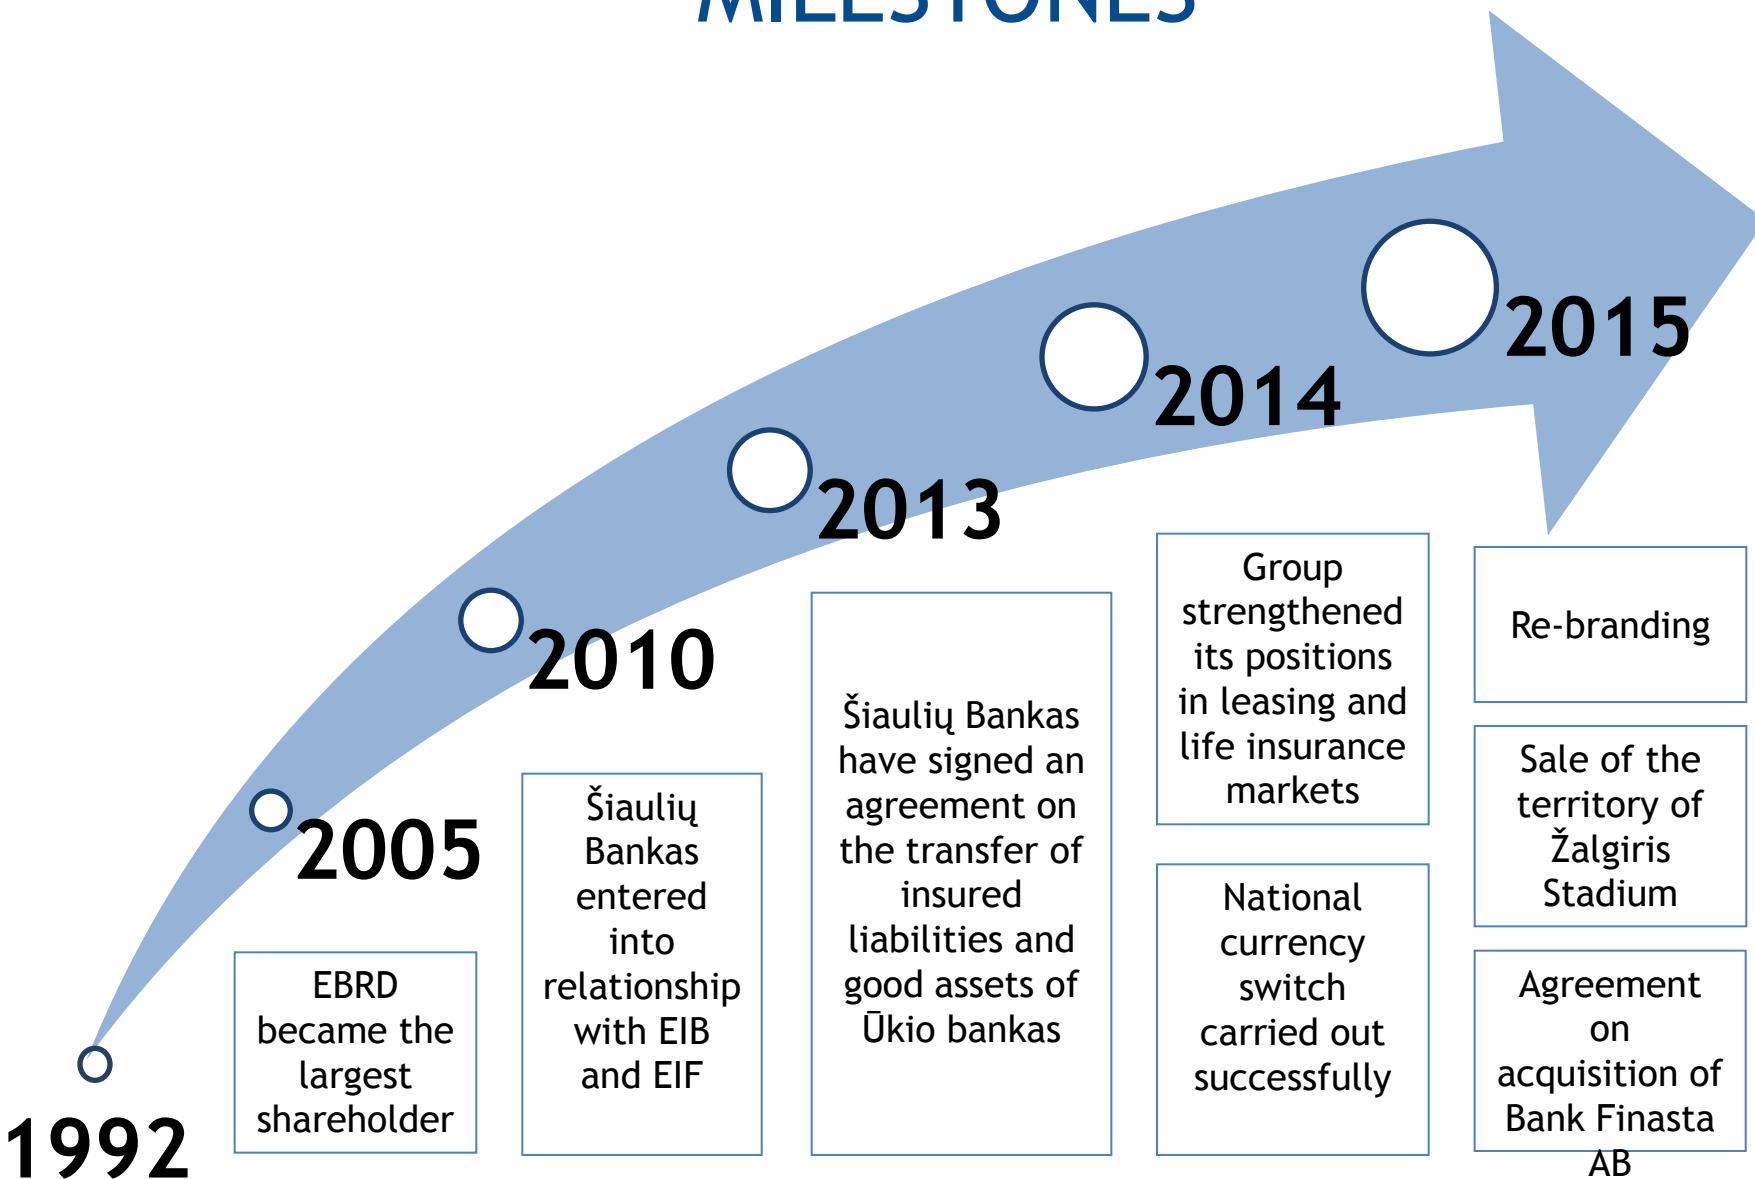 MILESTONES
2015
2014
2013
2010
2005
1992
EBRD
became the
largest
shareholder
Šiaulių
Bankas
entered
into
relationship
with EIB
and EIF
Šiaulių Bankas
have signed an
agreement on
the transfer of
insured
liabilities and
good assets of
Ūkio bankas
Group
strengthened
its positions
in leasing and
life insurance
markets
National
currency
switch
carried out
successfully
Re-branding
Sale of the
territory of
Žalgiris
Stadium
Agreement
on
acquisition of
Bank Finasta
AB